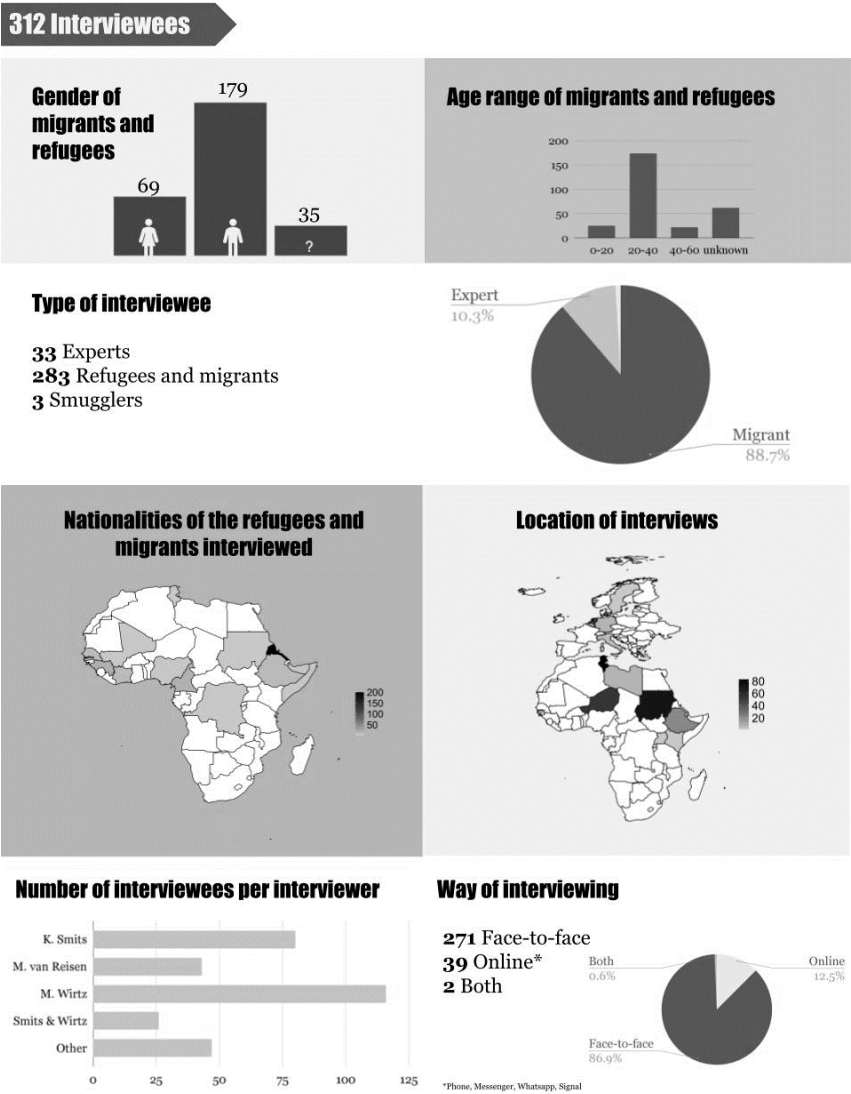 312 Interviewees
Gender of
migrants and
refugees
69
179
35
?
Age range of migrants and refugees
200
150
100
50
0
0-20
20-40
40-60
unknown
Type of interviewee
33 Experts
283 Refugees and migrants
3 Smugglers
Expert
10.3%
Migrant
88.7%
Nationalities of the refugees and
migrants interviewed
200
150
100
50
Location of interviews
80
60
40
20
Number of interviewees per interviewer
K. Smits
M. van Reisen
M. Wirtz
Smits & Wirtz
Other
0
25
50
75
100
125
Way of interviewing
271 Face-to-face
39 Online*
2 Both
Both
0.6%
Online
12.5%
Face-to-face
86.9%
*Phone, Messenger, Whatsapp, Signal